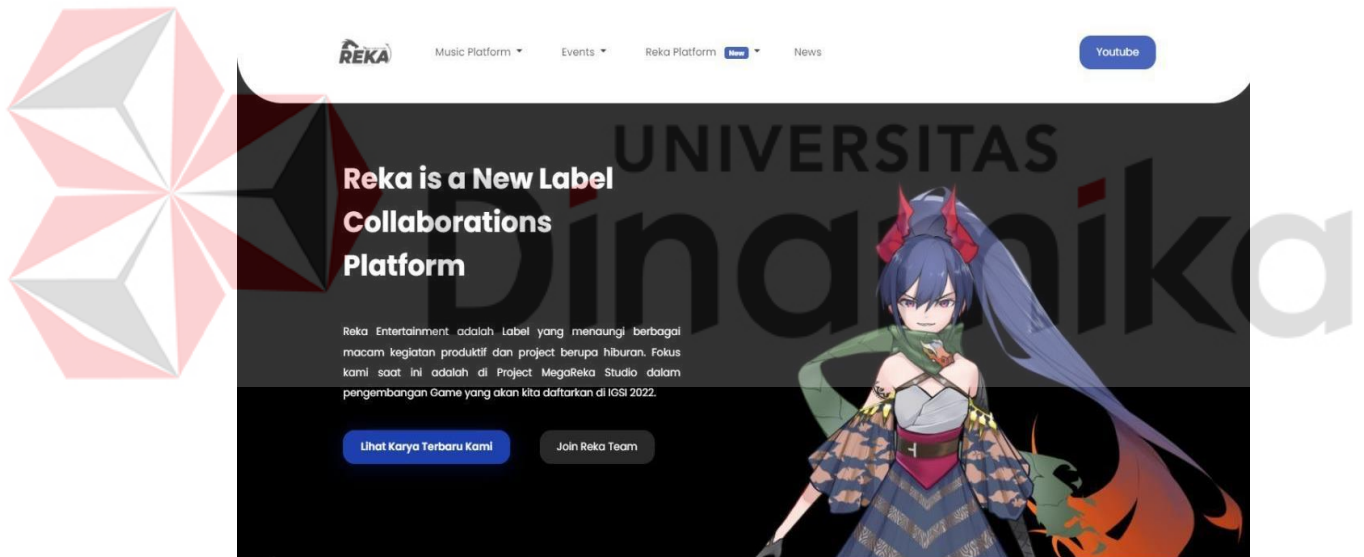 REKA
Music Platform
Events
Reka Platform
New
News
Youtube
UNIVERSITAS
Dinamika
Reka is a New Label
Collaborations
Platform
Reka Entertainment adalah Label yang menaungi berbagai
macam kegiatan produktif dan project berupa hiburan. Fokus
kami saat ini adalah di Project MegaReka Studio dalam
pengembangan Game yang akan kita daftarkan di IGSI 2022.
Lihat Karya Terbaru Kami
Join Reka Team